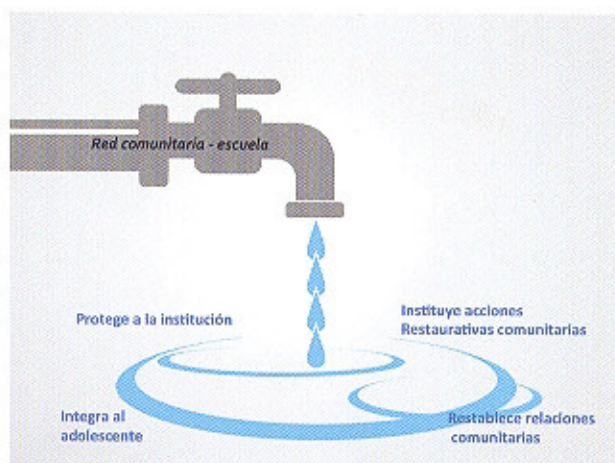 Red comunitaria - escuela
Protege a la institución
Instituye acciones
Restaurativas comunitarias
Integra al
adolescente
Restablece relaciones
comunitarias